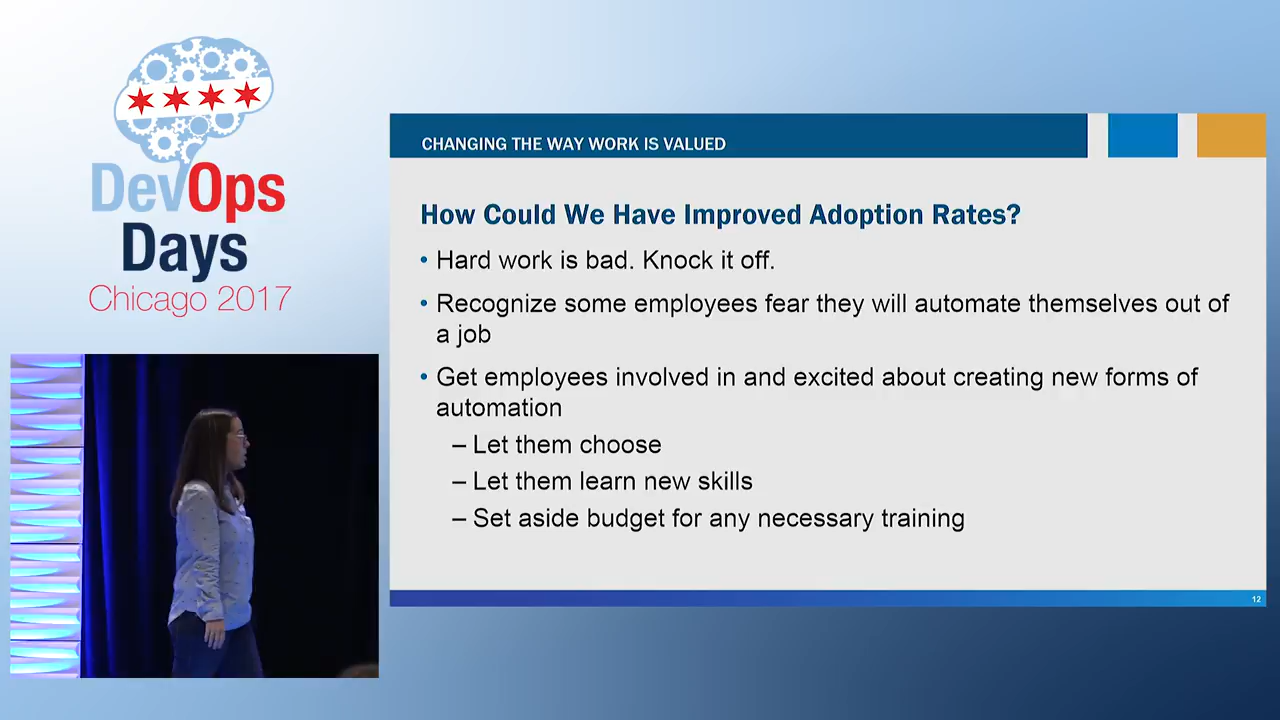 DevOps
Days
Chicago 2017
CHANGING THE WAY WORK IS VALUED
How Could We Have Improved Adoption Rates?
• Hard work is bad. Knock it off.
• Recognize some employees fear they will automate themselves out of
a job
• Get employees involved in and excited about creating new forms of
automation
– Let them choose
– Let them learn new skills
– Set aside budget for any necessary training
12